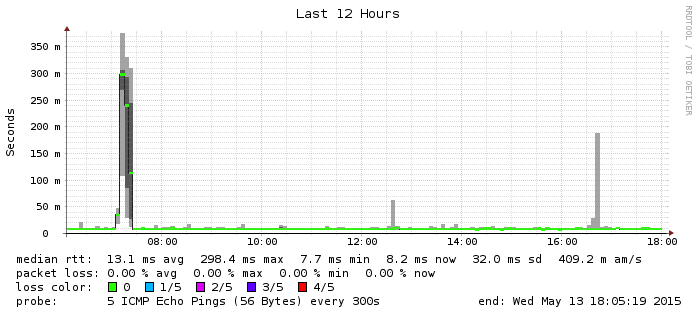 Last 12 Hours
RRDTOOL / TOBI OETIKER
Seconds
350 m
300 m
250 m
200 m
150 m
100 m
50 m
0
08:00 10:00 12:00 14:00 16:00 18:00
median rtt: 13.1 ms avg 298.4 ms max 7.7 ms min 8.2 ms now 32.0 ms sd 409.2 m am/s
packet loss: 0.00 % avg 0.00 % max 0.00 % min 0.00 % now
loss color: 0 1/5 2/5 3/5 4/5
probe: 5 ICMP Echo Pings (56 Bytes) every 300s end: Wed May 13 18:05:19 2015